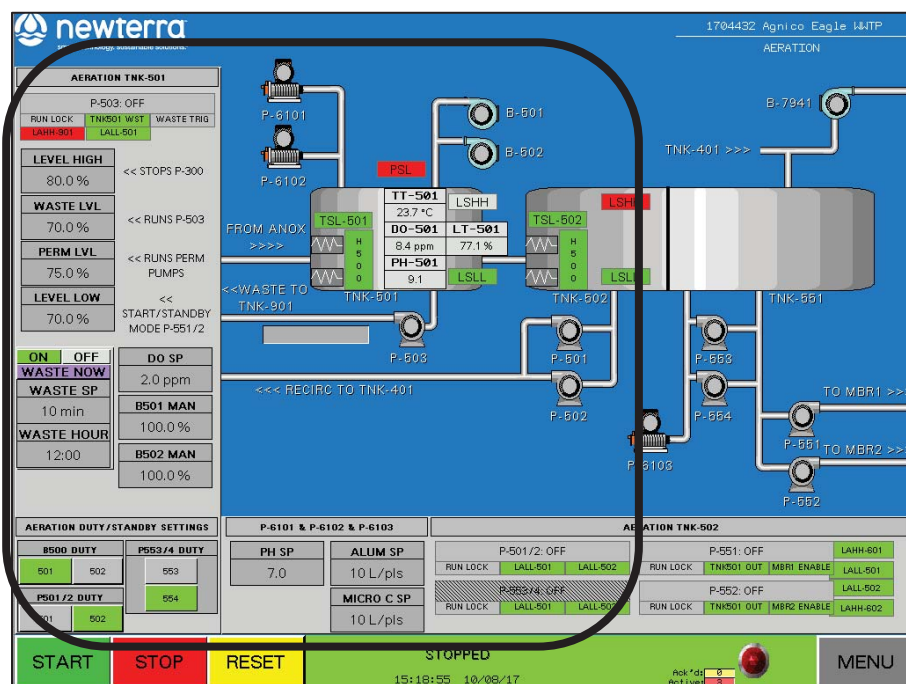 newterra
1704432 Agnico Eagle WWTP
AERATION
AERATION TNK-501
P-503: OFF
RUN LOCK TNK501 WST WASTE TRIG
LAHH-901 LALL-501
LEVEL HIGH
80.0 %
<< STOPS P-300
WASTE LVL
70.0 %
<< RUNS P-503
PERM LVL
75.0 %
<< RUNS PERM
PUMPS
LEVEL LOW
70.0 %
<<
START/STANDBY
MODE P-551/2
ON OFF
WASTE NOW
WASTE SP
10 min
WASTE HOUR
12:00
DO SP
2.0 ppm
B501 MAN
100.0 %
B502 MAN
100.0 %
P-6101
P-6102
B-501
B-502
B-7941
TNK-401 >>>
PSL
TT-501
23.7 °C
LSHH
DO-501
8.4 ppm
LT-501
77.1 %
PH-501
9.1
LSLL
TSL-501
H
5
0
0
TNK-501
FROM ANOX
>>>>
<<WASTE TO
TNK-901
P-503
<<< RECIRC TO TNK-401
TSL-502
H
5
0
0
TNK-502
TNK-551
P-501
P-502
P-553
P-554
P-6103
P-551
TO MBR1 >>
TO MBR2 >>
P-552
AERATION DUTY/STANDBY SETTINGS
B500 DUTY
501 502
P501/2 DUTY
502
P553/4 DUTY
553
554
P-6101 & P-6102 & P-6103
PH SP
7.0
ALUM SP
10 L/pls
MICRO C SP
10 L/pls
AERATION TNK-502
P-501/2: OFF
RUN LOCK LALL-501 LALL-502
P-553/4: OFF
RUN LOCK LALL-501 LALL-502
P-551: OFF
RUN LOCK TNK501 OUT MBR1 ENABLE
P-552: OFF
RUN LOCK TNK501 OUT MBR2 ENABLE
LAHH-601
LALL-501
LALL-502
LAHH-602
START
STOP
RESET
STOPPED
15:18:55 10/08/17
Ack'd: 0
Active: 3
MENU